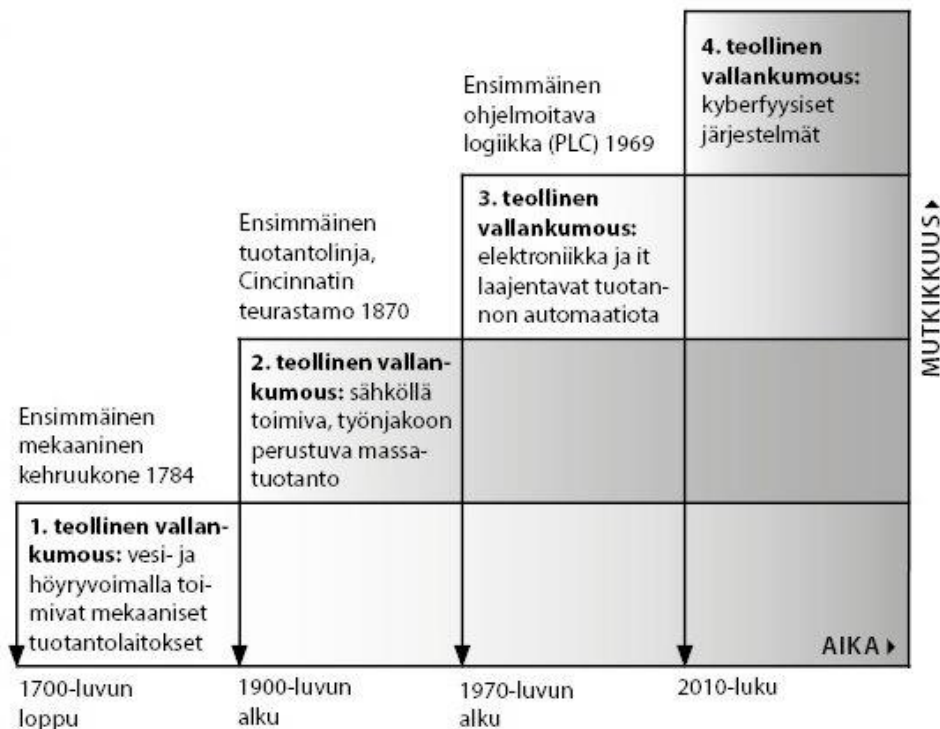 4. teollinen
vallankumous:
kyberfyysiset
järjestelmät
Ensimmäinen
ohjelmoitava
logiikka (PLC) 1969
3. teollinen
vallankumous:
elektroniikka ja it
laajentavat tuotan-
non automaatiota
Ensimmäinen
tuotantolinja,
Cincinnatin
teurastamo 1870
2. teollinen vallan-
kumous: sähköllä
toimiva, työnjakoon
perustuva massa-
tuotanto
Ensimmäinen
mekaaninen
kehruukone 1784
1. teollinen vallan-
kumous: vesi- ja
höyryvoimalla toi-
mivat mekaaniset
tuotantolaitokset
MUTKIKKUUS
AIKA
1700-luvun
loppu
1900-luvun
alku
1970-luvun
alku
2010-luku